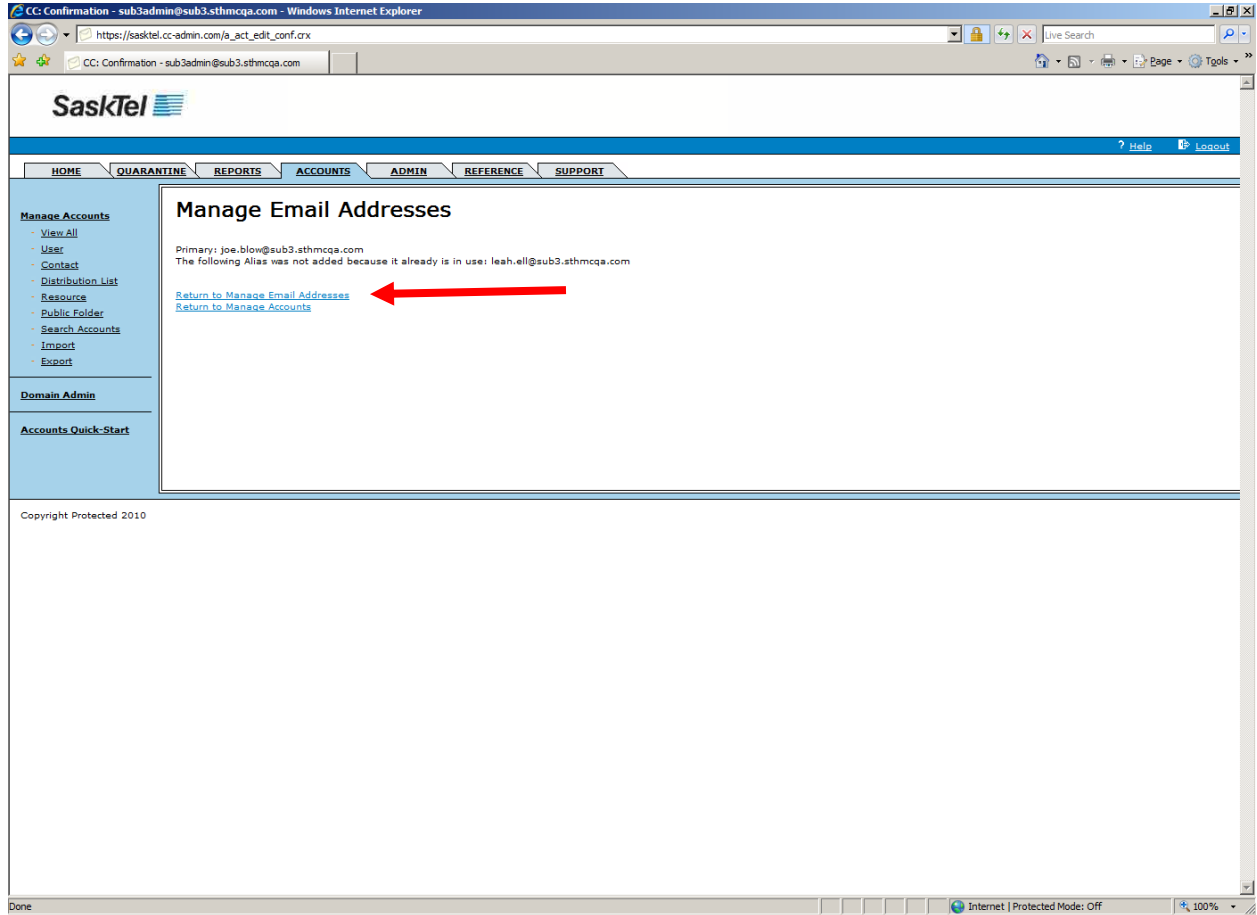 CC: Confirmation - sub3admin@sub3.sthmcqa.com - Windows Internet Explorer
https://sasktel.cc-admin.com/a_act_edit_conf.crx
Live Search
CC: Confirmation - sub3admin@sub3.sthmcqa.com
Page
Tools
SaskTel
? Help
Logout
HOME QUARANTINE REPORTS ACCOUNTS ADMIN REFERENCE SUPPORT
Manage Accounts
- View All
- User
- Contact
- Distribution List
- Resource
- Public Folder
- Search Accounts
- Import
- Export
Domain Admin
Accounts Quick-Start
Manage Email Addresses
Primary: joe.blow@sub3.sthmcqa.com
The following Alias was not added because it already is in use: leah.ell@sub3.sthmcqa.com
Return to Manage Email Addresses
Return to Manage Accounts
Copyright Protected 2010
Done
Internet | Protected Mode: Off
100%